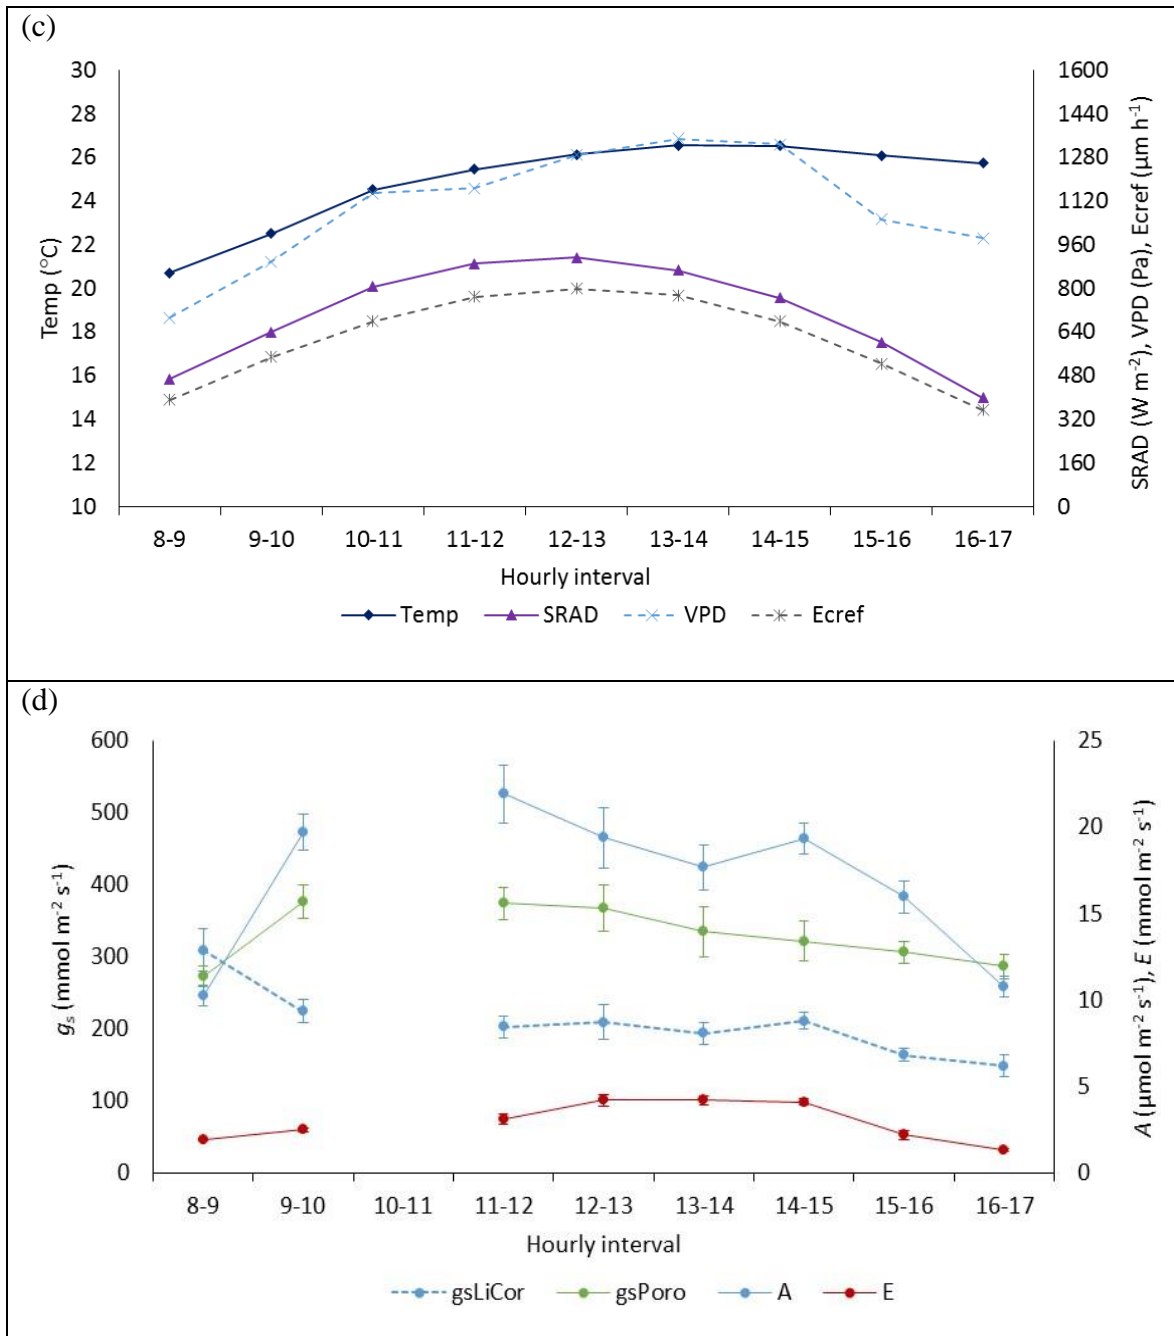 (c)
30
28
26
24
22
20
18
16
14
12
10
Temp (°C)
1600
1440
1280
1120
960
800
640
480
320
160
0
SRAD (W m⁻²), VPD (Pa), Ecref (µm h⁻¹)
8-9 9-10 10-11 11-12 12-13 13-14 14-15 15-16 16-17
Hourly interval
Temp SRAD VPD Ecref
(d)
600
500
400
300
200
100
0
gs (mmol m⁻² s⁻¹)
25
20
15
10
5
0
A (µmol m⁻² s⁻¹), E (mmol m⁻² s⁻¹)
8-9 9-10 10-11 11-12 12-13 13-14 14-15 15-16 16-17
Hourly interval
gsLiCor gsPoro A E